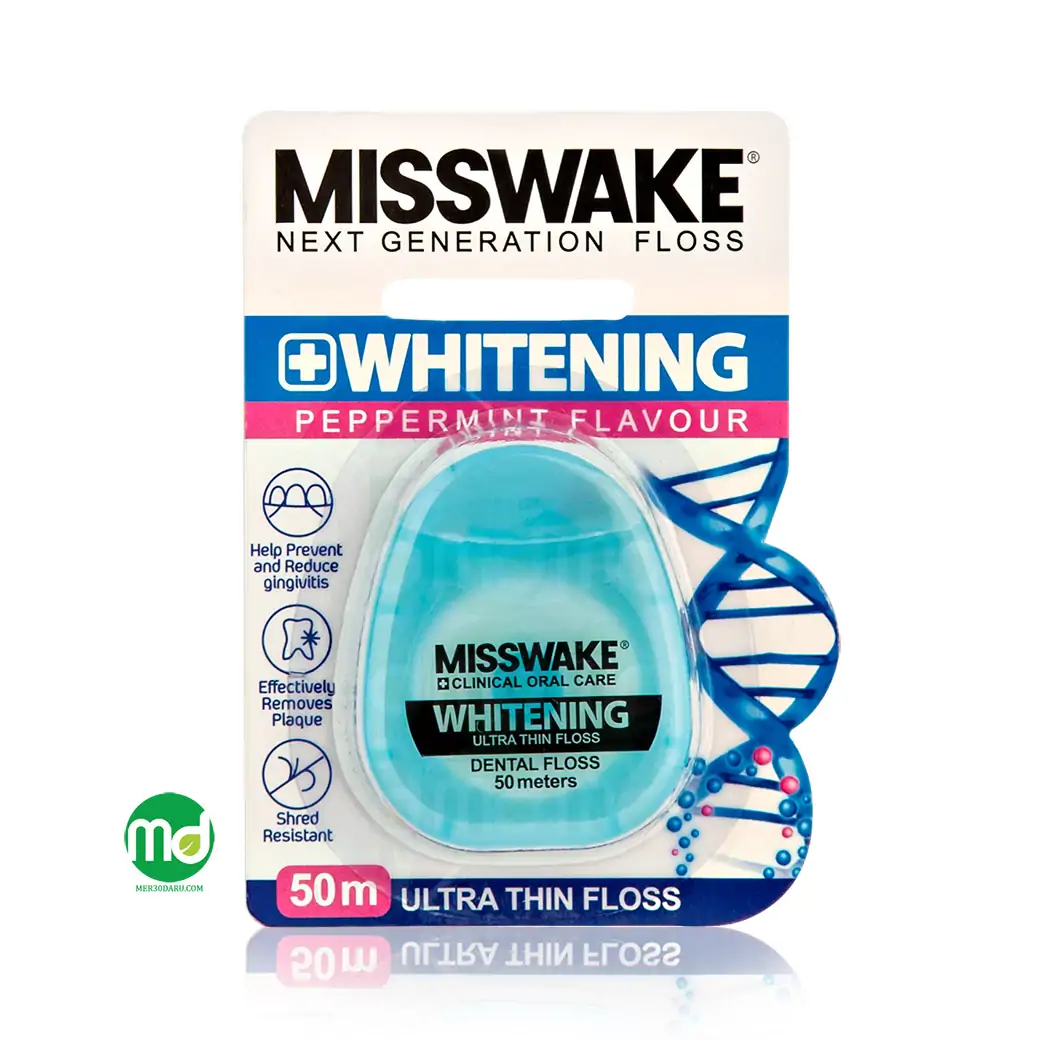 MISSWAKE®
NEXT GENERATION FLOSS
WHITENING
PEPPERMINT FLAVOUR
Help Prevent
and Reduce
gingivitis
Effectively
Removes
Plaque
Shred
Resistant
MISSWAKE®
CLINICAL ORAL CARE
WHITENING
ULTRA THIN FLOSS
DENTAL FLOSS
50 meters
50m ULTRA THIN FLOSS
md
MER30DARU.COM